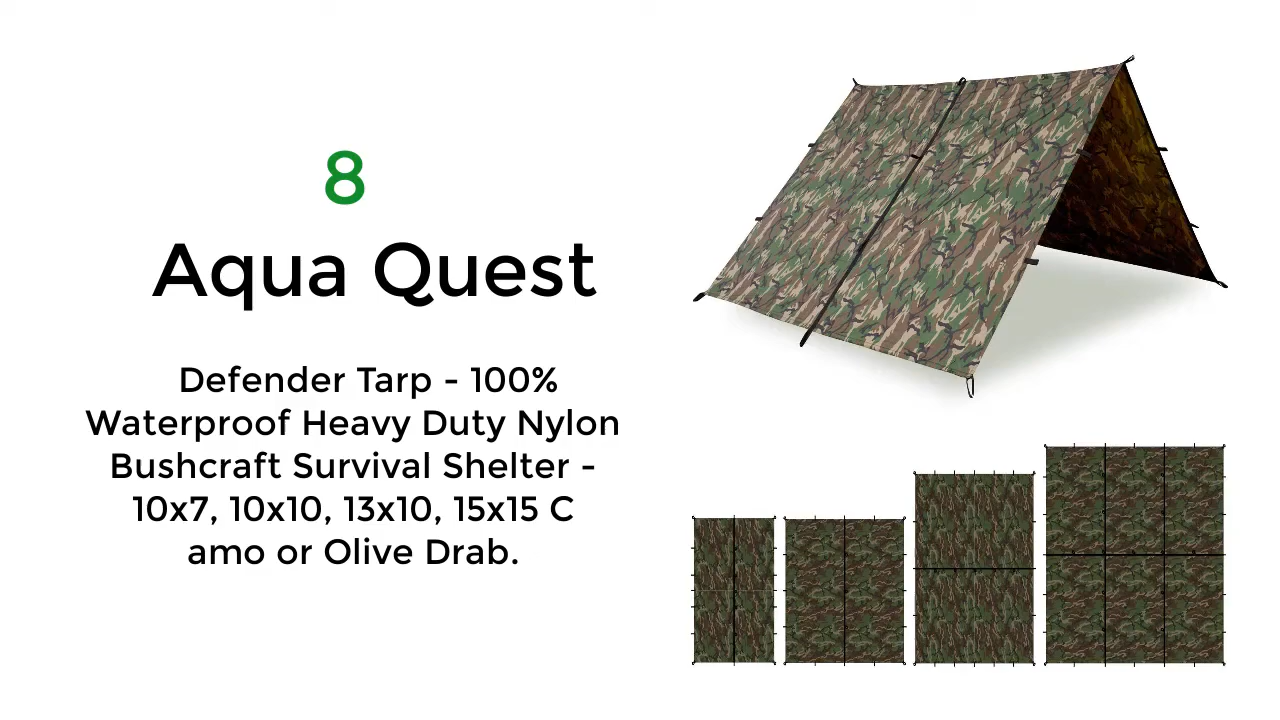 8
Aqua Quest
Defender Tarp - 100%
Waterproof Heavy Duty Nylon
Bushcraft Survival Shelter -
10x7, 10x10, 13x10, 15x15 C
amo or Olive Drab.